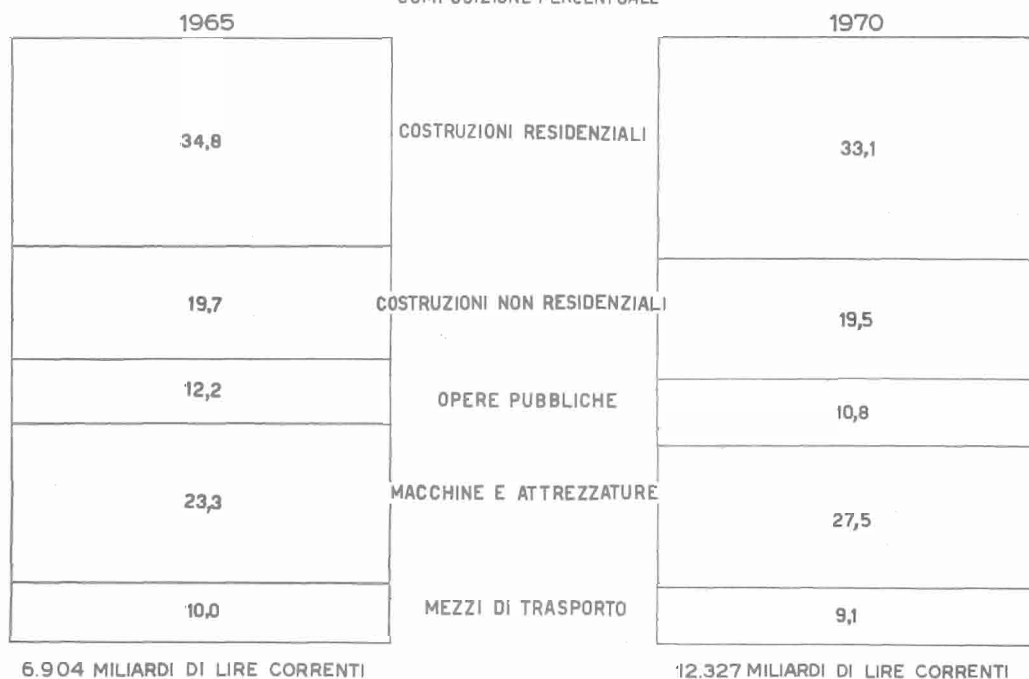 COMPOSIZIONE PERCENTUALE
1965 1970
34,8 COSTRUZIONI RESIDENZIALI 33,1
19,7 COSTRUZIONI NON RESIDENZIALI 19,5
12,2 OPERE PUBBLICHE 10,8
23,3 MACCHINE E ATTREZZATURE 27,5
10,0 MEZZI DI TRASPORTO 9,1
6.904 MILIARDI DI LIRE CORRENTI 12.327 MILIARDI DI LIRE CORRENTI